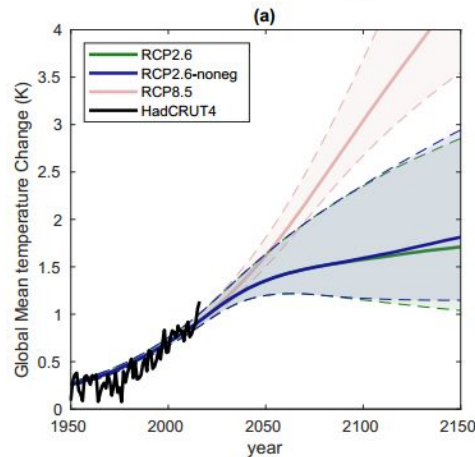 (a)
4
3.5
3
2.5
2
1.5
1
0.5
0
Global Mean temperature Change (K)
RCP2.6
RCP2.6-noneg
RCP8.5
HadCRUT4
1950 2000 2050 2100 2150
year